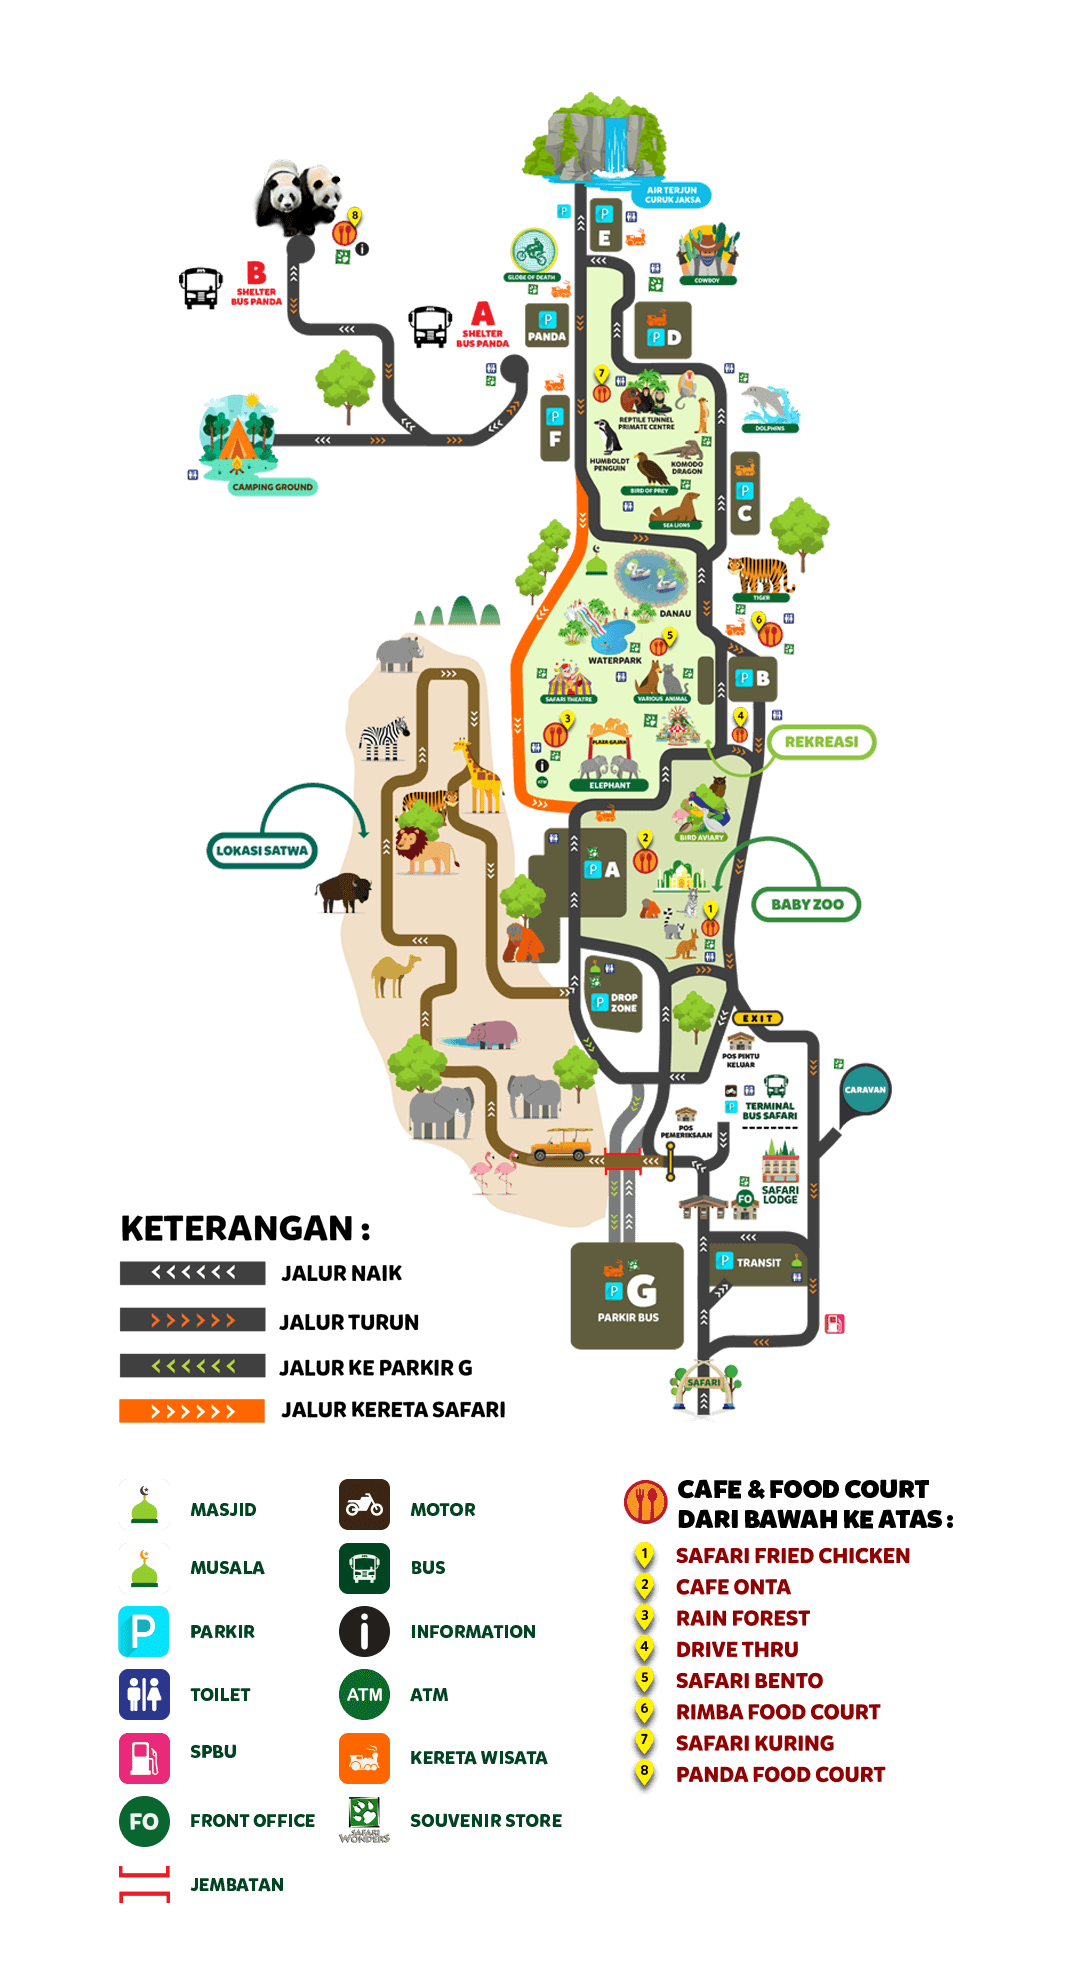 AIR TERJUN
CURUK JAKSA
P
P
E
8
i
GLOBE OF DEATH
COWBOY
B
SHELTER
BUS PANDA
A
SHELTER
BUS PANDA
P
PANDA
P D
7
REPTILE TUNNEL
PRIMATE CENTRE
DOLPHINS
P
F
HUMBOLDT
PENGUIN
KOMODO
DRAGON
BIRD OF PREY
SEA LIONS
P
C
CAMPING GROUND
TIGER
DANAU
6
5
WATERPARK
SAFARI THEATRE
VARIOUS ANIMAL
P B
3
4
PLAZA GAJAH
i
ATM
ELEPHANT
REKREASI
BIRD AVIARY
2
LOKASI SATWA
P A
1
BABY ZOO
P DROP
ZONE
EXIT
POS PINTU
KELUAR
CARAVAN
P
TERMINAL
BUS SAFARI
POS
PEMERIKSAAN
SAFARI
LODGE
FO
P TRANSIT
P G
PARKIR BUS
SAFARI
KETERANGAN :
JALUR NAIK
JALUR TURUN
JALUR KE PARKIR G
JALUR KERETA SAFARI
MASJID
MUSALA
P PARKIR
TOILET
SPBU
FO FRONT OFFICE
JEMBATAN
MOTOR
BUS
i INFORMATION
ATM ATM
KERETA WISATA
SAFARI
WONDERS
SOUVENIR STORE
CAFE & FOOD COURT
DARI BAWAH KE ATAS :
1 SAFARI FRIED CHICKEN
2 CAFE ONTA
3 RAIN FOREST
4 DRIVE THRU
5 SAFARI BENTO
6 RIMBA FOOD COURT
7 SAFARI KURING
8 PANDA FOOD COURT